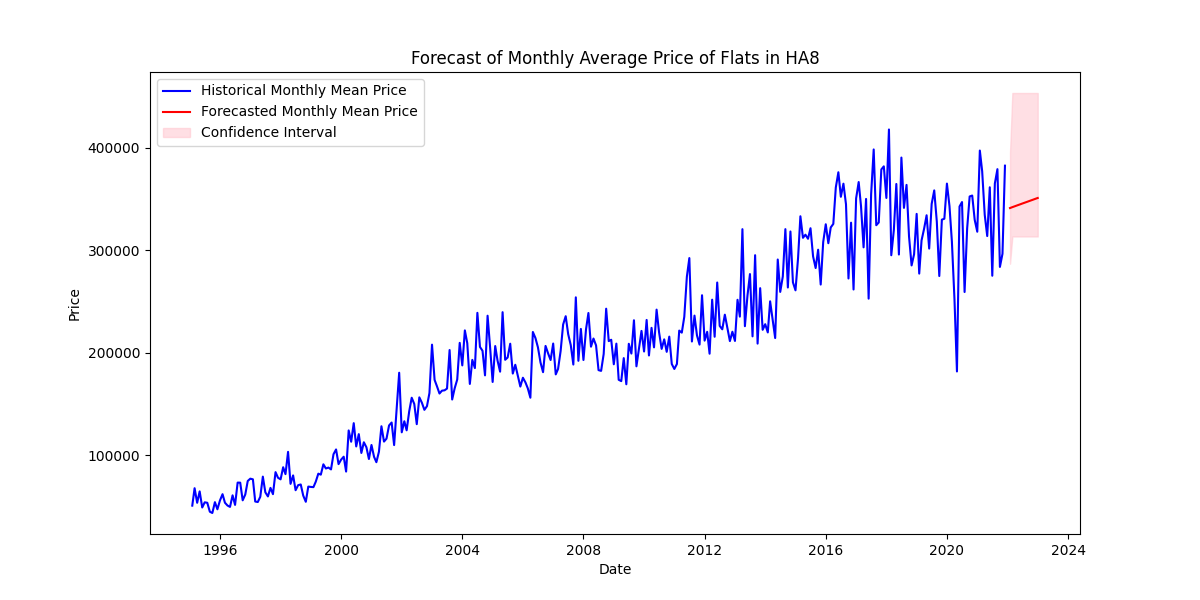 Forecast of Monthly Average Price of Flats in HA8
Historical Monthly Mean Price
Forecasted Monthly Mean Price
Confidence Interval
400000
300000
200000
100000
Price
1996 2000 2004 2008 2012 2016 2020 2024
Date